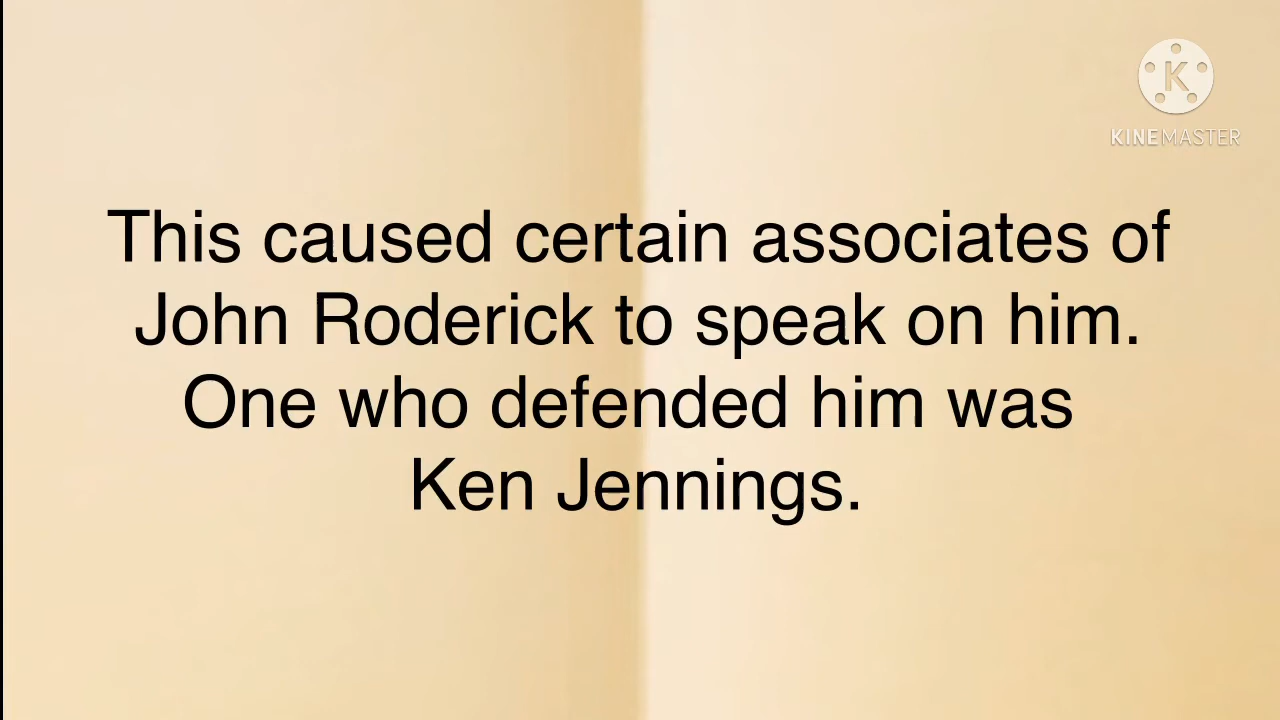 K
KINEMASTER
This caused certain associates of
John Roderick to speak on him.
One who defended him was
Ken Jennings.